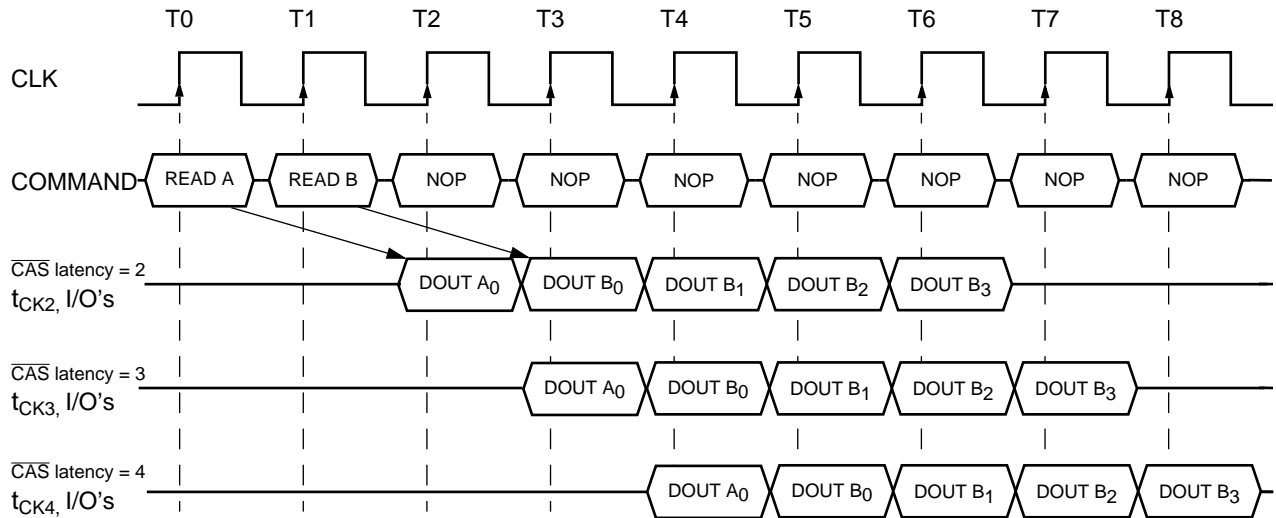 T0 T1 T2 T3 T4 T5 T6 T7 T8
CLK
COMMAND READ A READ B NOP NOP NOP NOP NOP NOP NOP
CAS latency = 2
tCK2, I/O's DOUT A0 DOUT B0 DOUT B1 DOUT B2 DOUT B3
CAS latency = 3
tCK3, I/O's DOUT A0 DOUT B0 DOUT B1 DOUT B2 DOUT B3
CAS latency = 4
tCK4, I/O's DOUT A0 DOUT B0 DOUT B1 DOUT B2 DOUT B3